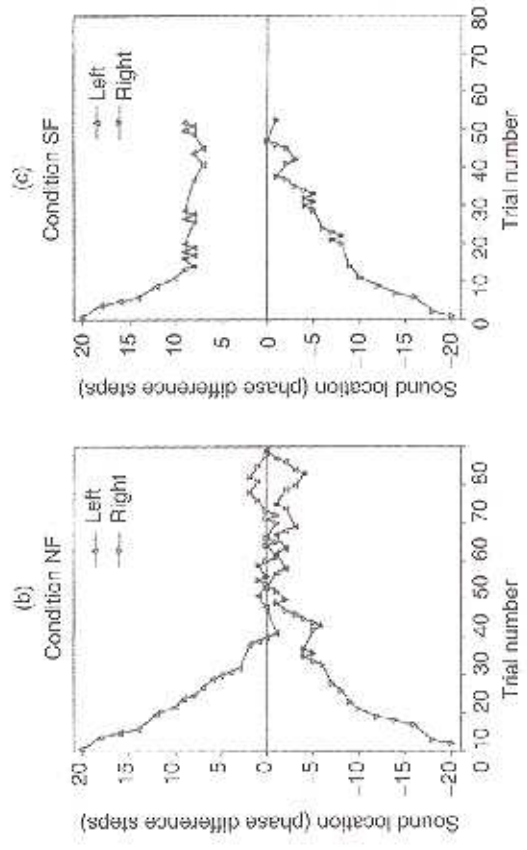 (b)
Condition NF
Left
Right
Sound location (phase difference steps)
20
15
10
5
0
−5
−10
−15
−20
10 10 20 30 40 50 60 70 80
Trial number
(c)
Condition SF
Left
Right
Sound location (phase difference steps)
20
15
10
5
0
−5
−10
−15
−20
0 10 20 30 40 50 60 70 80
Trial number